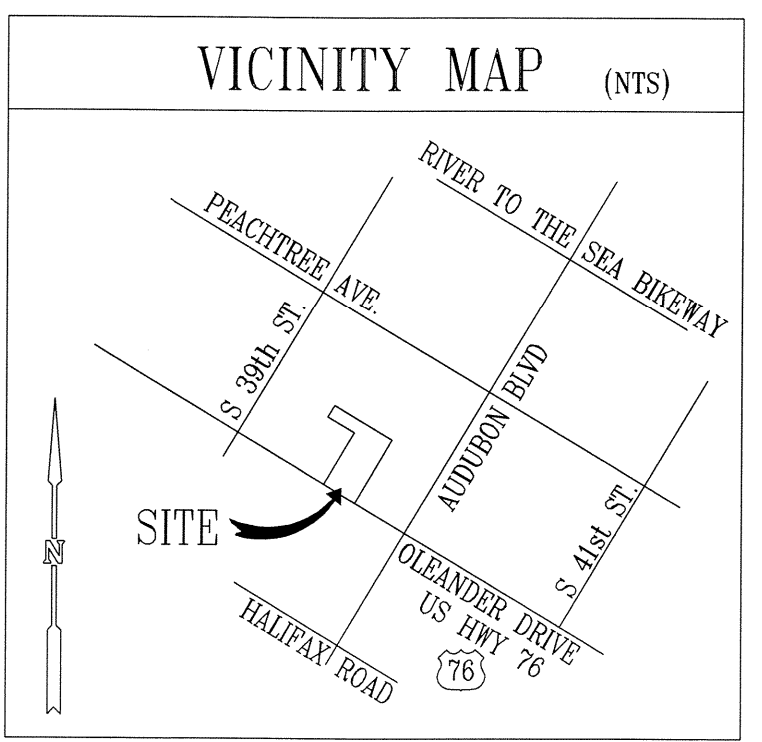 VICINITY MAP (NTS)
RIVER TO THE SEA BIKEWAY
PEACHTREE AVE.
S 39th ST.
AUDUBON BLVD
S 41st ST.
SITE
N
OLEANDER DRIVE
US HWY 76
76
HALIFAX ROAD